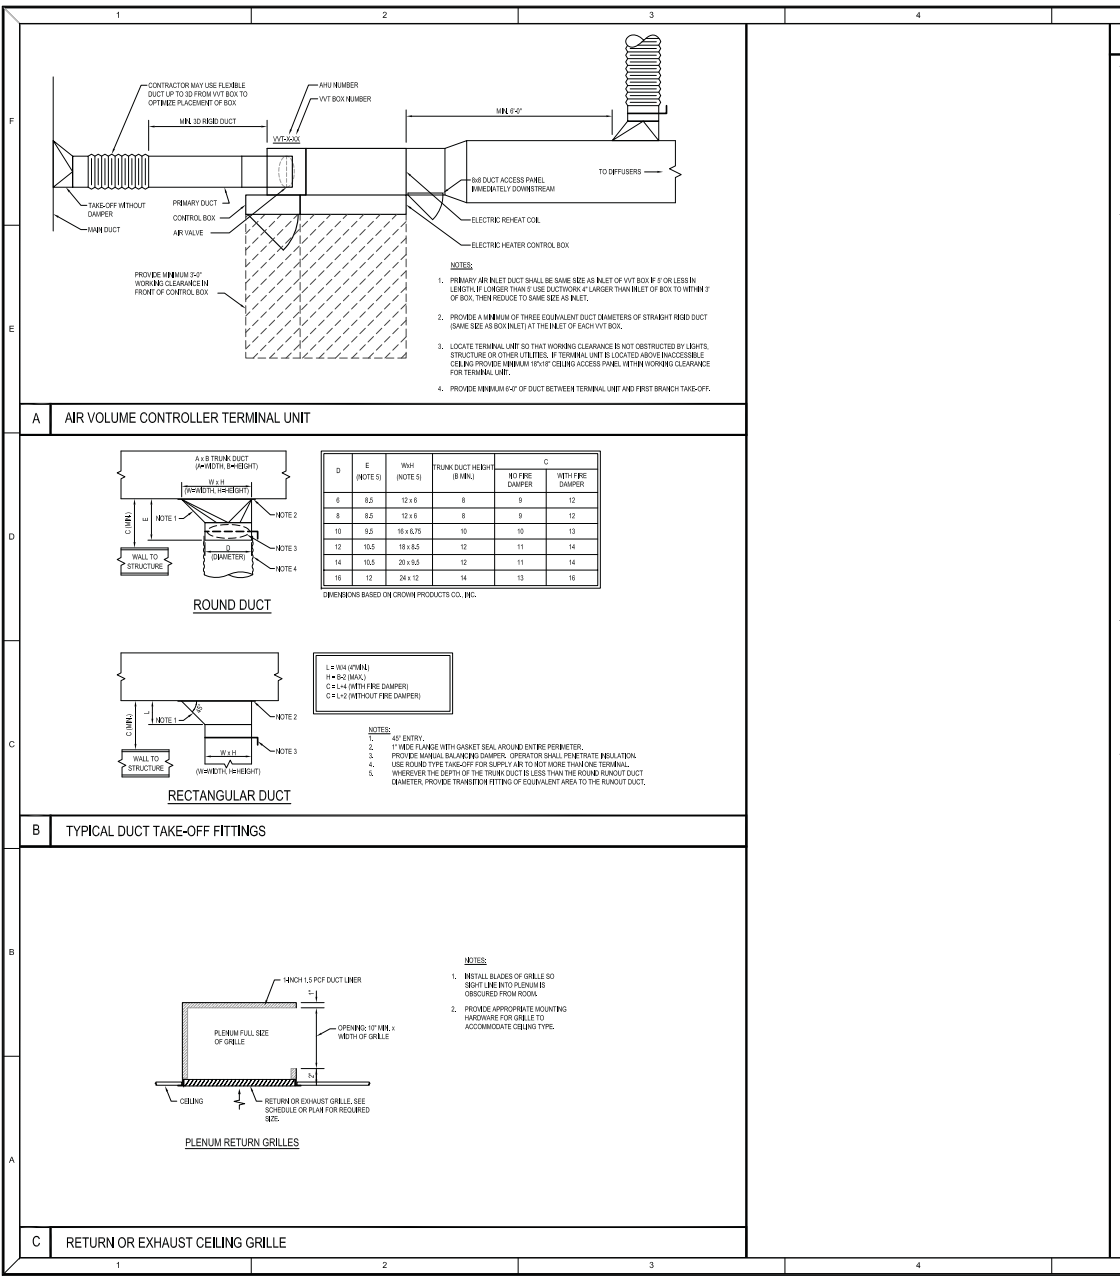 1 2 3 4
F
E
D
C
B
A
CONTRACTOR MAY USE FLEXIBLE
DUCT UP TO 3D FROM VVT BOX TO
OPTIMIZE PLACEMENT OF BOX
MIN. 3D RIGID DUCT
AHU NUMBER
VVT BOX NUMBER
VVT-X-XX
MIN. 6'-0"
TO DIFFUSERS
8x8 DUCT ACCESS PANEL
IMMEDIATELY DOWNSTREAM
TAKE-OFF WITHOUT
DAMPER
MAIN DUCT
PRIMARY DUCT
CONTROL BOX
AIR VALVE
ELECTRIC REHEAT COIL
ELECTRIC HEATER CONTROL BOX
PROVIDE MINIMUM 3'-0"
WORKING CLEARANCE IN
FRONT OF CONTROL BOX
NOTES:
1. PRIMARY AIR INLET DUCT SHALL BE SAME SIZE AS INLET OF VVT BOX IF 5' OR LESS IN
LENGTH. IF LONGER THAN 5' USE DUCTWORK 4" LARGER THAN INLET OF BOX TO WITHIN 3'
OF BOX, THEN REDUCE TO SAME SIZE AS INLET.
2. PROVIDE A MINIMUM OF THREE EQUIVALENT DUCT DIAMETERS OF STRAIGHT RIGID DUCT
(SAME SIZE AS BOX INLET) AT THE INLET OF EACH VVT BOX.
3. LOCATE TERMINAL UNIT SO THAT WORKING CLEARANCE IS NOT OBSTRUCTED BY LIGHTS,
STRUCTURE OR OTHER UTILITIES. IF TERMINAL UNIT IS LOCATED ABOVE INACCESSIBLE
CEILING PROVIDE MINIMUM 18"x18" CEILING ACCESS PANEL WITHIN WORKING CLEARANCE
FOR TERMINAL UNIT.
4. PROVIDE MINIMUM 6'-0" OF DUCT BETWEEN TERMINAL UNIT AND FIRST BRANCH TAKE-OFF.
A AIR VOLUME CONTROLLER TERMINAL UNIT
A x B TRUNK DUCT
(A=WIDTH, B=HEIGHT)
W x H
(W=WIDTH, H=HEIGHT)
C (MIN.)
E
NOTE 1
NOTE 2
NOTE 3
NOTE 4
D
(DIAMETER)
WALL TO
STRUCTURE
ROUND DUCT
D E (NOTE 5) WxH (NOTE 5) TRUNK DUCT HEIGHT (B MIN.) C
NO FIRE DAMPER WITH FIRE DAMPER
6 8.5 12 x 6 8 9 12
8 8.5 12 x 6 8 9 12
10 9.5 16 x 6.75 10 10 13
12 10.5 18 x 8.5 12 11 14
14 10.5 20 x 9.5 12 11 14
16 12 24 x 12 14 13 16
DIMENSIONS BASED ON CROWN PRODUCTS CO., INC.
C (MIN.)
L
45°
NOTE 1
NOTE 2
NOTE 3
W x H
(W=WIDTH, H=HEIGHT)
WALL TO
STRUCTURE
RECTANGULAR DUCT
L = W/4 (4"MIN.)
H = B-2 (MAX.)
C = L+4 (WITH FIRE DAMPER)
C = L+2 (WITHOUT FIRE DAMPER)
NOTES:
1. 45° ENTRY.
2. 1" WIDE FLANGE WITH GASKET SEAL AROUND ENTIRE PERIMETER.
3. PROVIDE MANUAL BALANCING DAMPER. OPERATOR SHALL PENETRATE INSULATION.
4. USE ROUND TYPE TAKE-OFF FOR SUPPLY AIR TO NOT MORE THAN ONE TERMINAL.
5. WHEREVER THE DEPTH OF THE TRUNK DUCT IS LESS THAN THE ROUND RUNOUT DUCT
DIAMETER, PROVIDE TRANSITION FITTING OF EQUIVALENT AREA TO THE RUNOUT DUCT.
B TYPICAL DUCT TAKE-OFF FITTINGS
1-INCH 1.5 PCF DUCT LINER
1"
PLENUM FULL SIZE
OF GRILLE
OPENING: 10" MIN. x
WIDTH OF GRILLE
2"
CEILING
RETURN OR EXHAUST GRILLE. SEE
SCHEDULE OR PLAN FOR REQUIRED
SIZE.
PLENUM RETURN GRILLES
NOTES:
1. INSTALL BLADES OF GRILLE SO
SIGHT LINE INTO PLENUM IS
OBSCURED FROM ROOM.
2. PROVIDE APPROPRIATE MOUNTING
HARDWARE FOR GRILLE TO
ACCOMMODATE CEILING TYPE.
C RETURN OR EXHAUST CEILING GRILLE
1 2 3 4